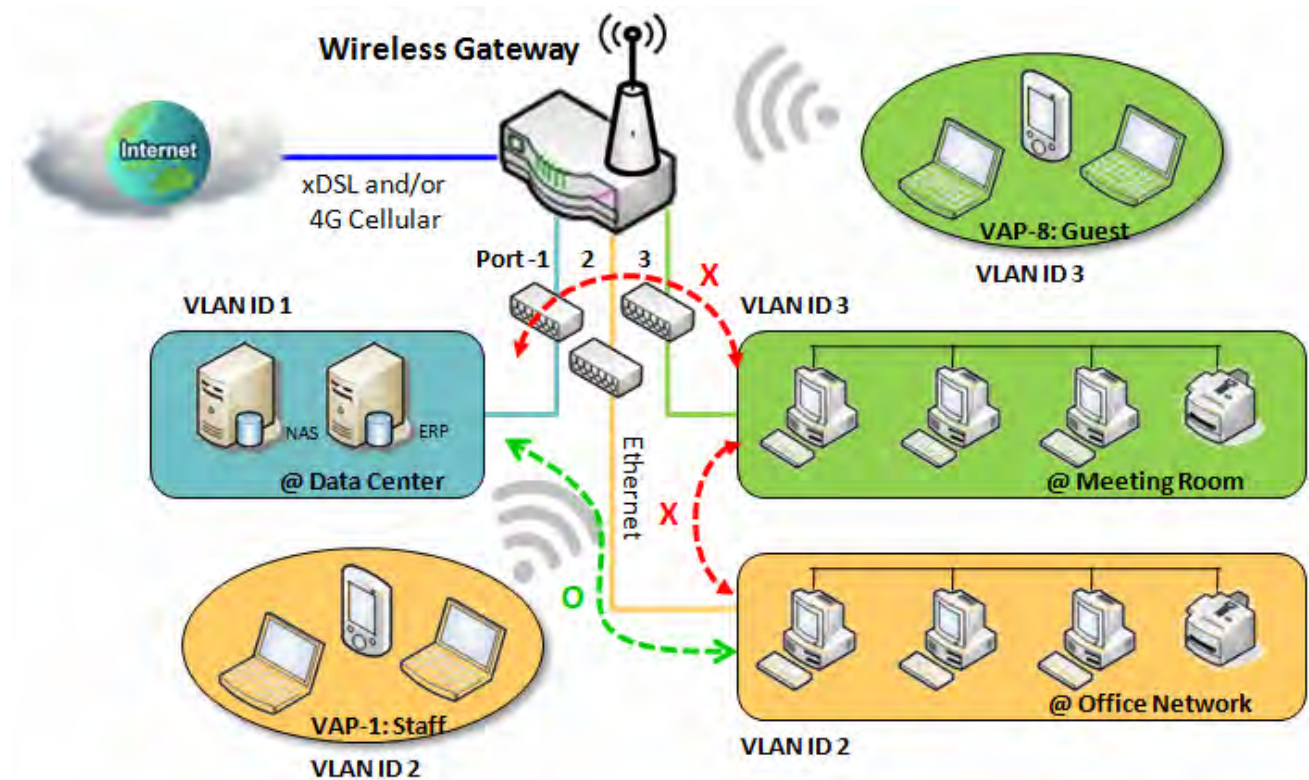 Wireless Gateway
Internet
xDSL and/or
4G Cellular
VAP-8: Guest
VLAN ID 3
Port -1 2 3
X
VLAN ID 1
VLAN ID 3
NAS
ERP
@ Data Center
Ethernet
@ Meeting Room
X
O
VAP-1: Staff
VLAN ID 2
@ Office Network
VLAN ID 2